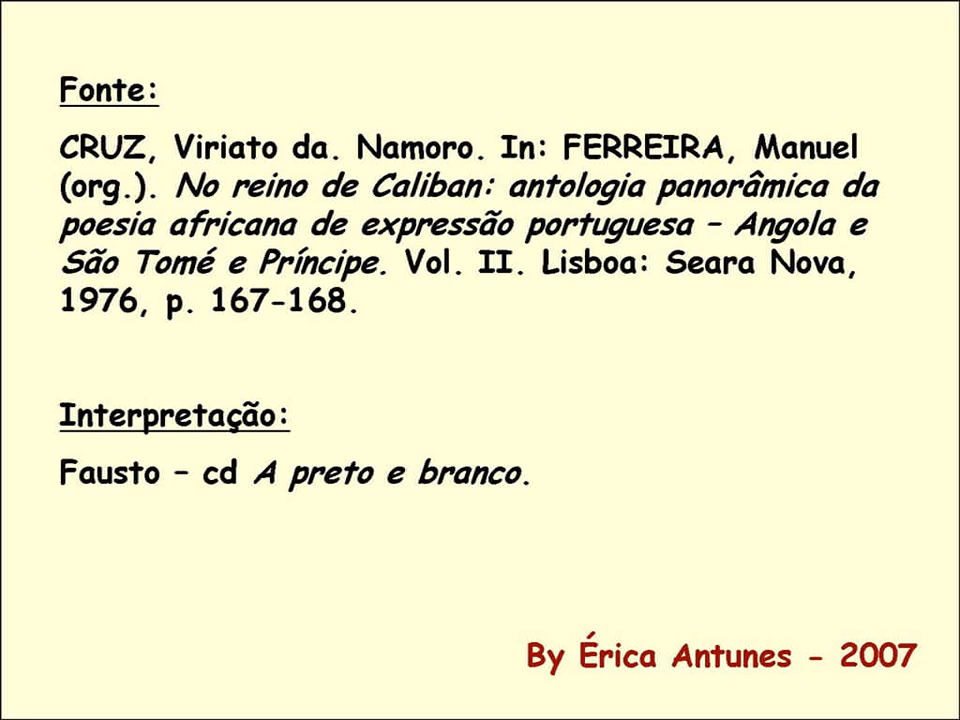 Fonte:
CRUZ, Viriato da. Namoro. In: FERREIRA, Manuel
(org.). No reino de Caliban: antologia panorâmica da
poesia africana de expressão portuguesa – Angola e
São Tomé e Príncipe. Vol. II. Lisboa: Seara Nova,
1976, p. 167-168.
Interpretação:
Fausto – cd A preto e branco.
By Érica Antunes - 2007